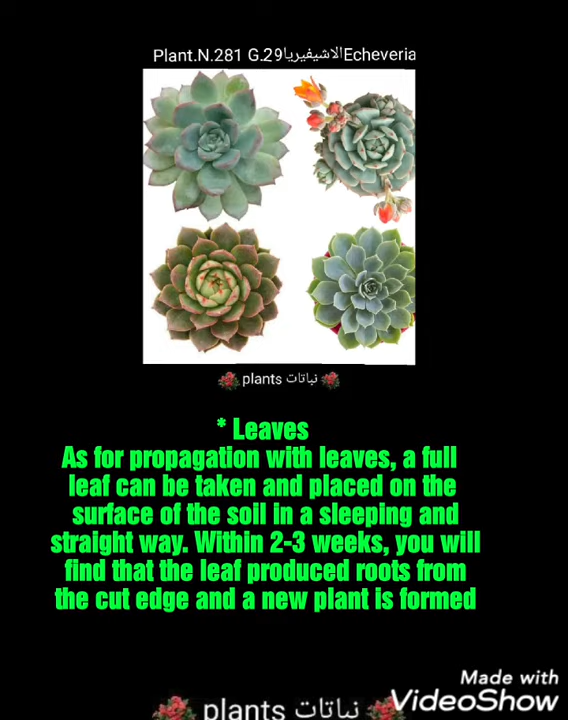 Plant.N.281 G.29الاشيفيرياEcheveria
plants نباتات
* Leaves
As for propagation with leaves, a full
leaf can be taken and placed on the
surface of the soil in a sleeping and
straight way. Within 2-3 weeks, you will
find that the leaf produced roots from
the cut edge and a new plant is formed
Made with
VideoShow
plants نباتات